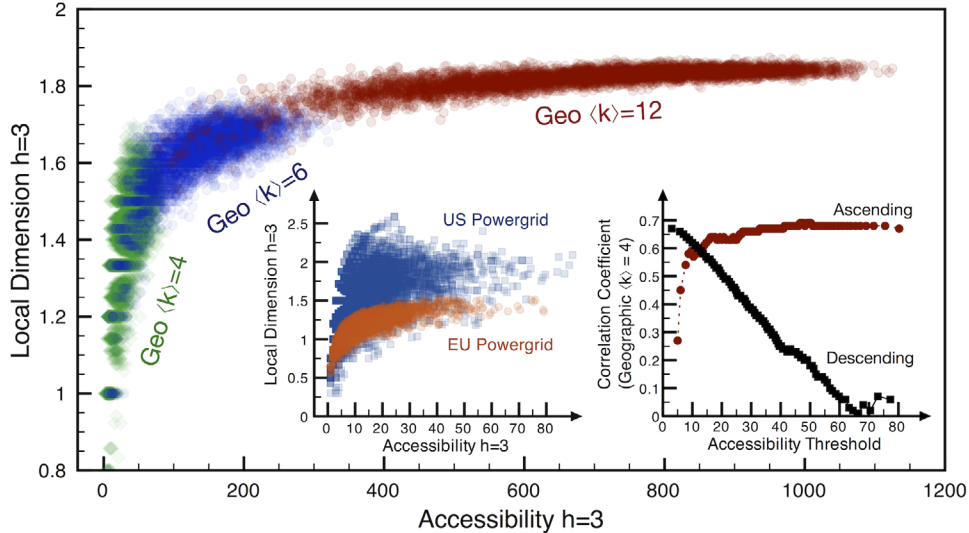 2
1.8
1.6
1.4
1.2
1
0.8
Local Dimension h=3
0
200
400
600
800
1000
1200
Accessibility h=3
Geo ⟨k⟩=4
Geo ⟨k⟩=6
Geo ⟨k⟩=12
2.5
2
1.5
1
0.5
0
Local Dimension h=3
US Powergrid
EU Powergrid
0 10 20 30 40 50 60 70 80
Accessibility h=3
0.7
0.6
0.5
0.4
0.3
0.2
0.1
0
Correlation Coefficient
(Geographic ⟨k⟩ = 4)
Ascending
Descending
0 10 20 30 40 50 60 70 80
Accessibility Threshold